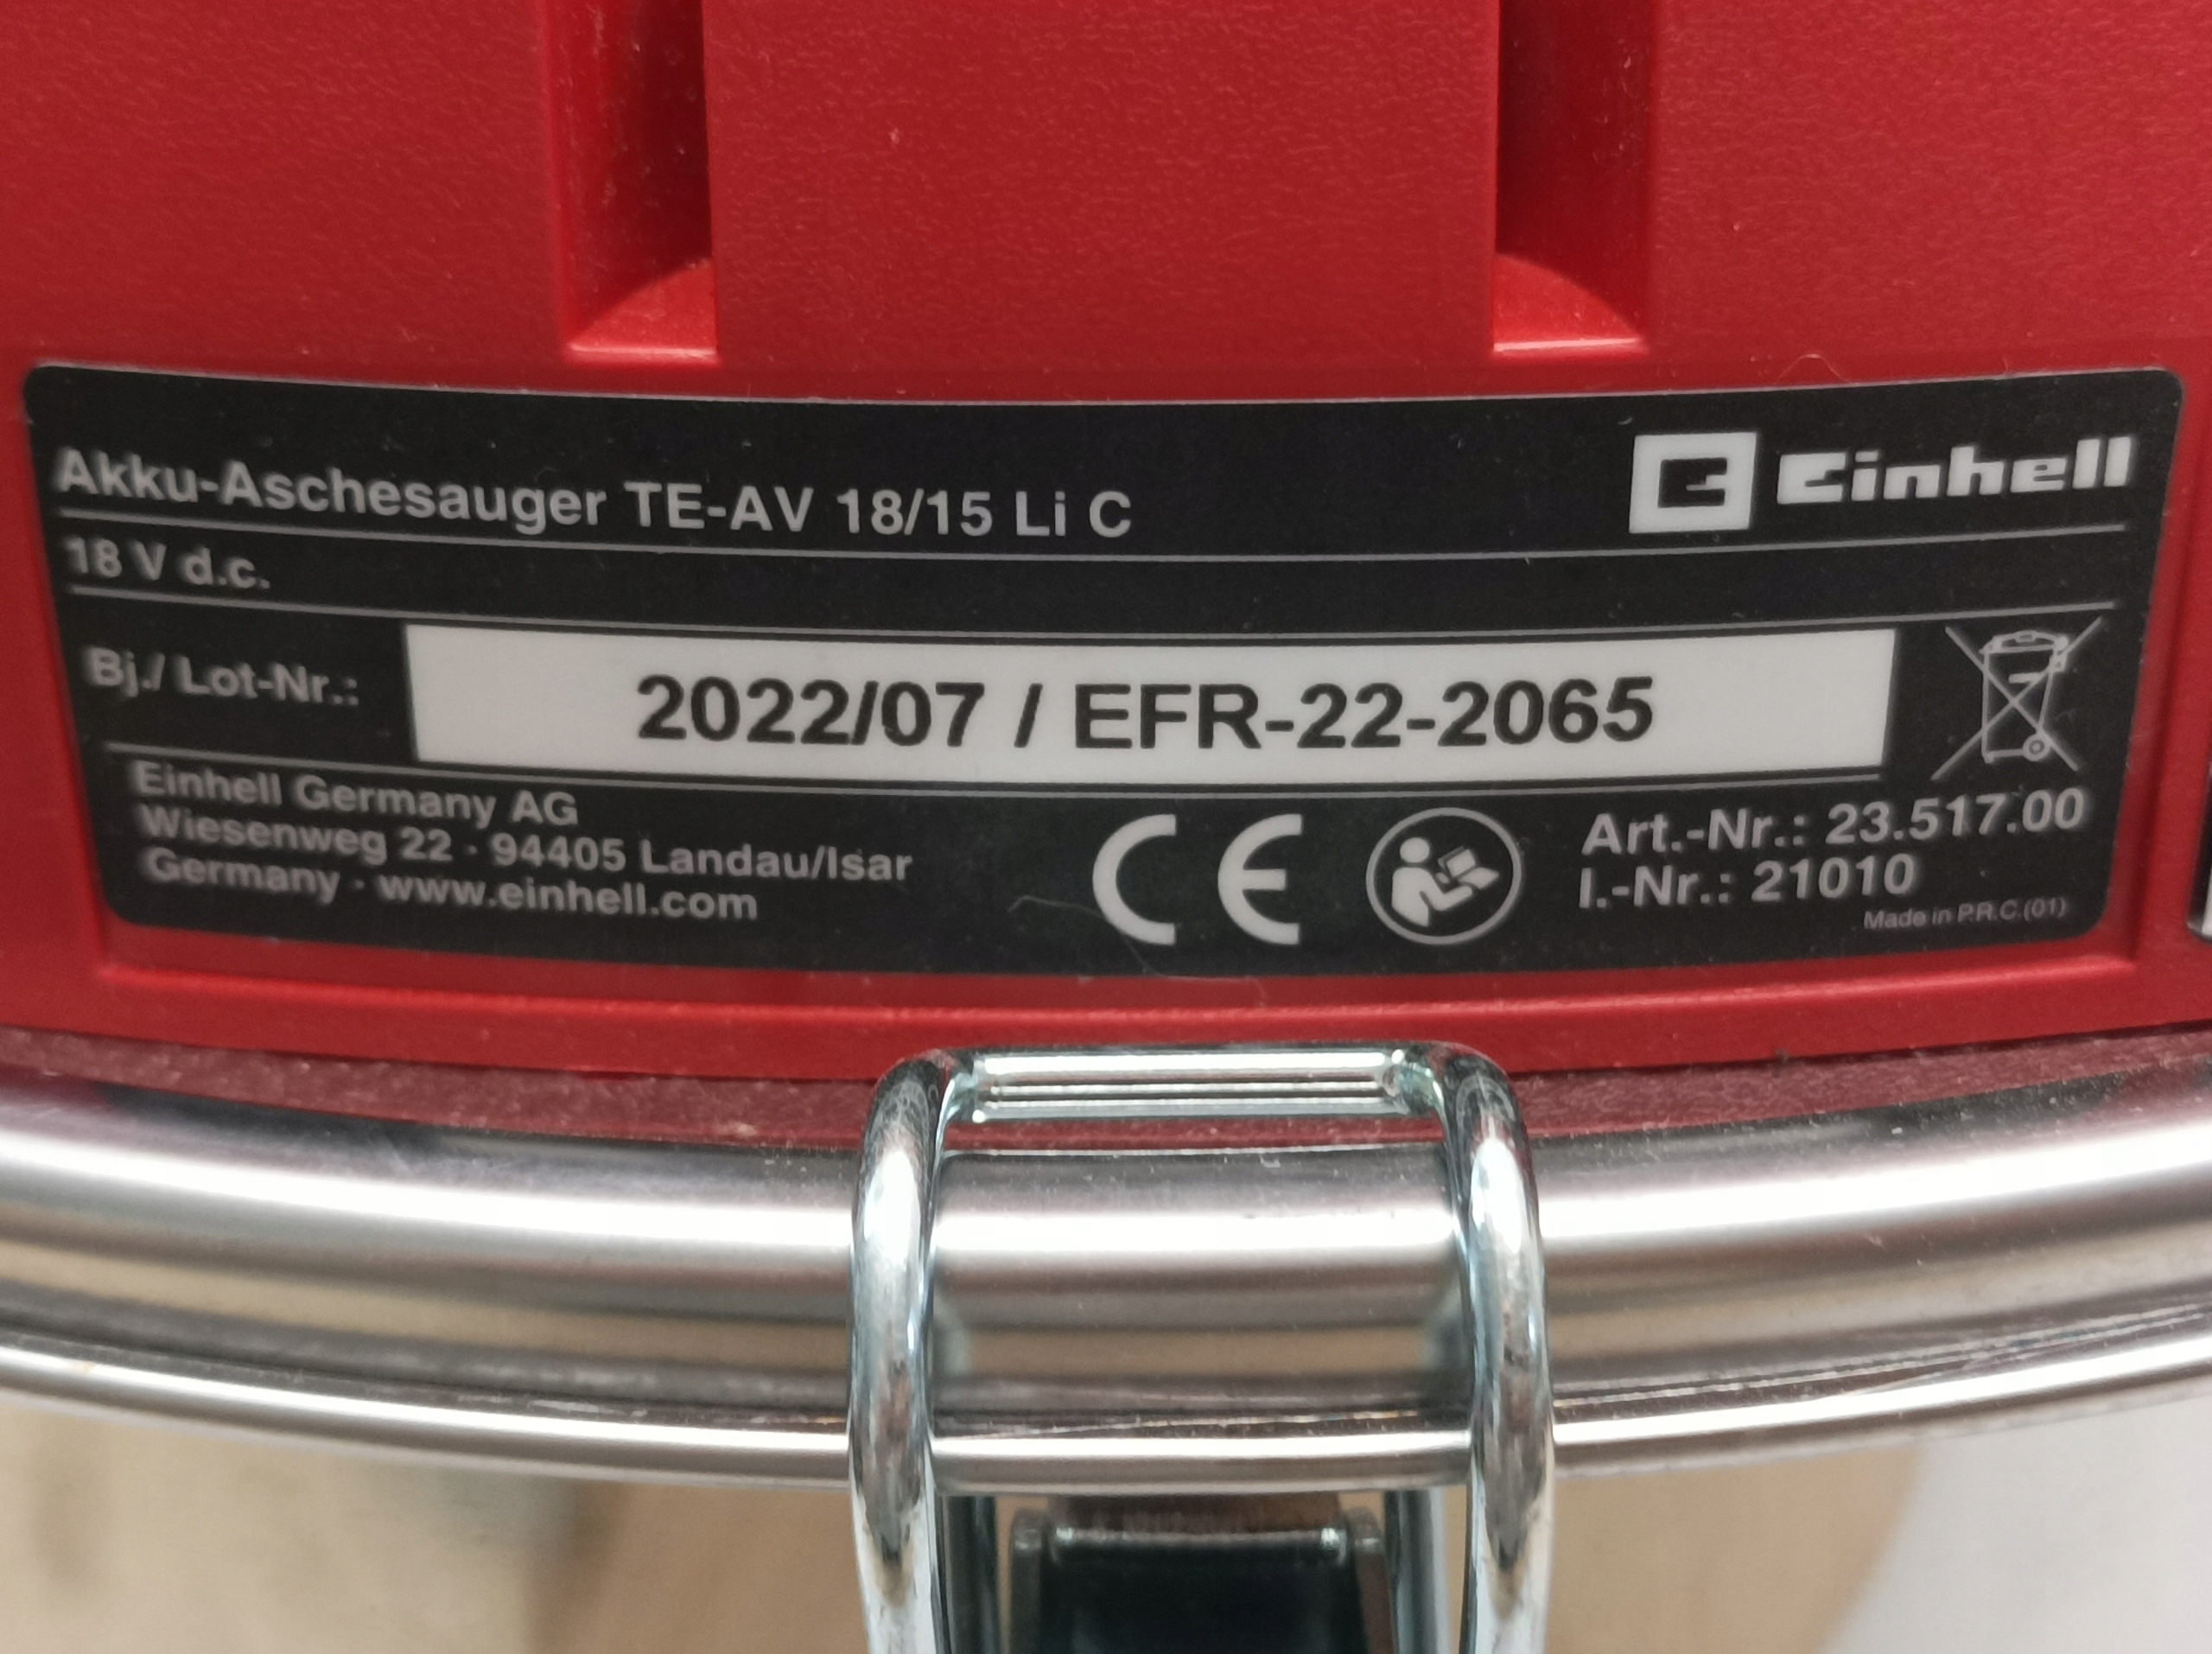 Akku-Aschesauger TE-AV 18/15 Li C
Einhell
18 V d.c.
Bj./ Lot-Nr.:
2022/07 / EFR-22-2065
Einhell Germany AG
Wiesenweg 22 · 94405 Landau/Isar
Germany · www.einhell.com
CE
Art.-Nr.: 23.517.00
I.-Nr.: 21010
Made in P.R.C.(01)